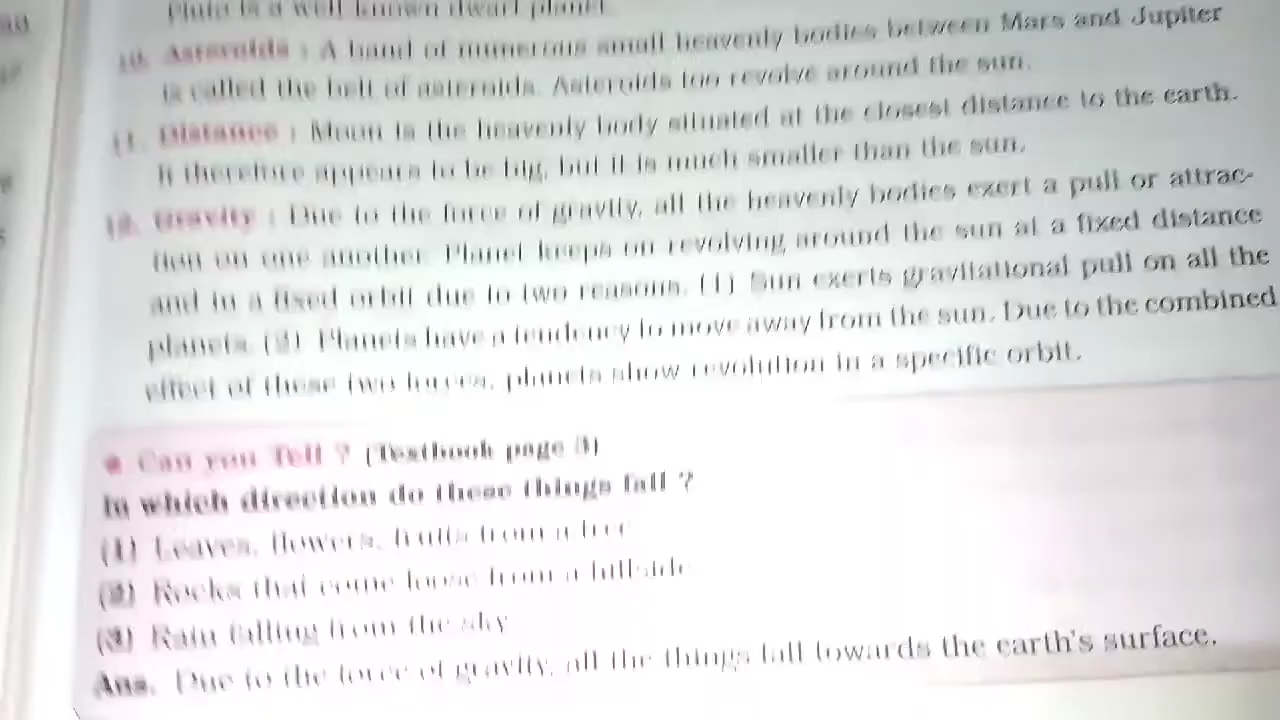 Pluto is a well known dwarf planet.
10. Asteroids : A band of numerous small heavenly bodies between Mars and Jupiter
is called the belt of asteroids. Asteroids too revolve around the sun.
11. Distance : Moon is the heavenly body situated at the closest distance to the earth.
It therefore appears to be big, but it is much smaller than the sun.
12. Gravity : Due to the force of gravity, all the heavenly bodies exert a pull or attrac-
tion on one another. Planet keeps on revolving around the sun at a fixed distance
and in a fixed orbit due to two reasons. (1) Sun exerts gravitational pull on all the
planets. (2) Planets have a tendency to move away from the sun. Due to the combined
effect of these two forces, planets show revolution in a specific orbit.
Can you Tell ? (Textbook page 3)
In which direction do these things fall ?
(1) Leaves, flowers, fruits from a tree
(2) Rocks that come loose from a hillside
(3) Rain falling from the sky
Ans. Due to the force of gravity, all the things fall towards the earth's surface.